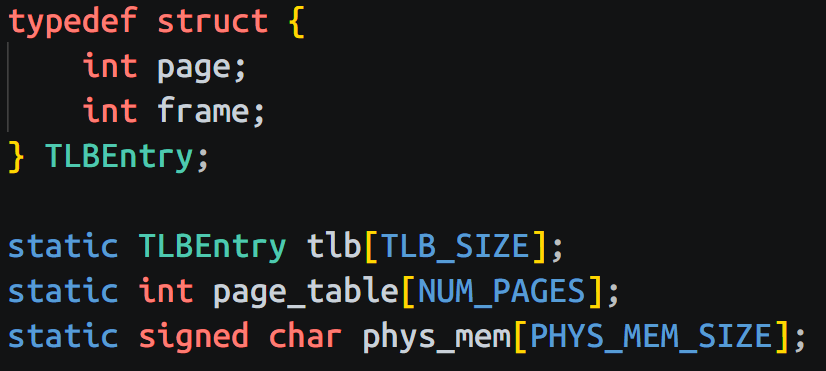 typedef struct {
    int page;
    int frame;
} TLBEntry;

static TLBEntry tlb[TLB_SIZE];
static int page_table[NUM_PAGES];
static signed char phys_mem[PHYS_MEM_SIZE];